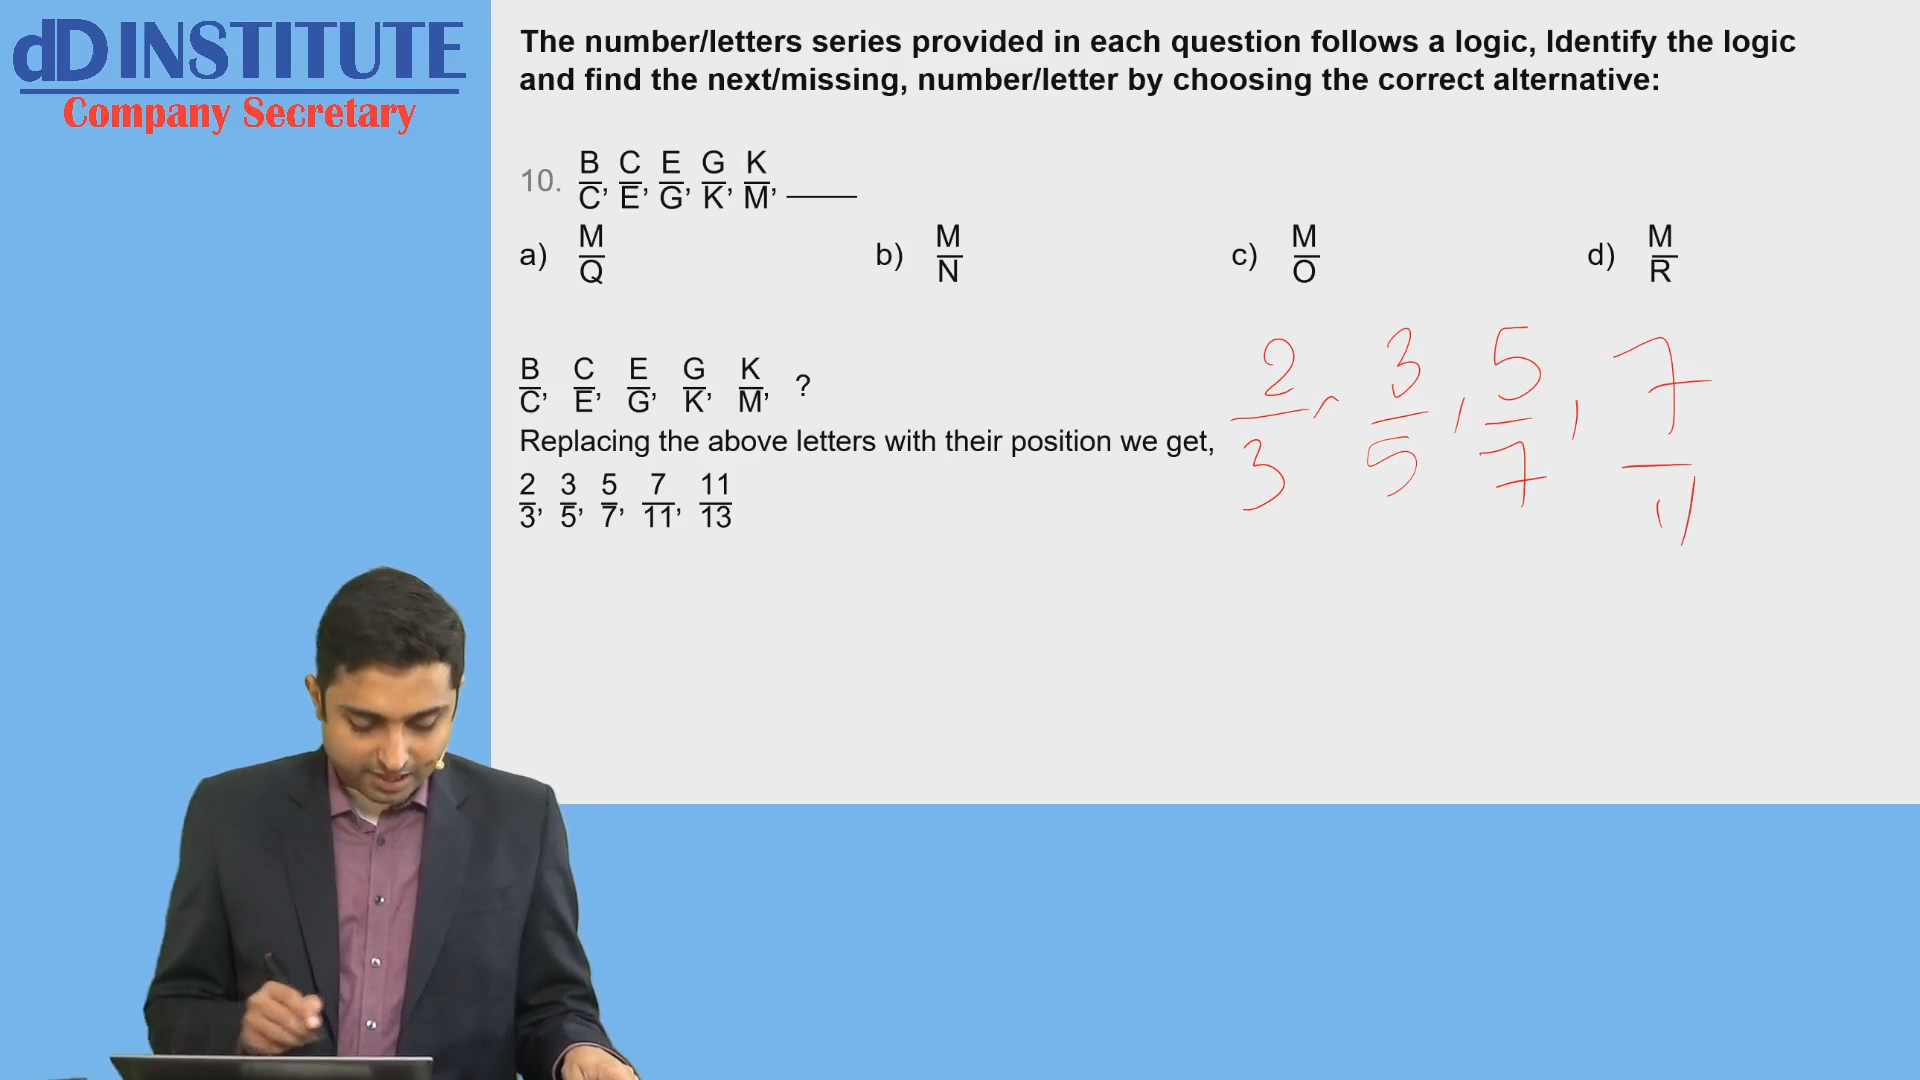 dD INSTITUTE
Company Secretary
The number/letters series provided in each question follows a logic, Identify the logic
and find the next/missing, number/letter by choosing the correct alternative:
10. B/C, C/E, E/G, G/K, K/M, ____
a) M/Q b) M/N c) M/O d) M/R
B/C, C/E, E/G, G/K, K/M, ?
Replacing the above letters with their position we get,
2/3, 3/5, 5/7, 7/11, 11/13
2/3, 3/5, 5/7, 7/11